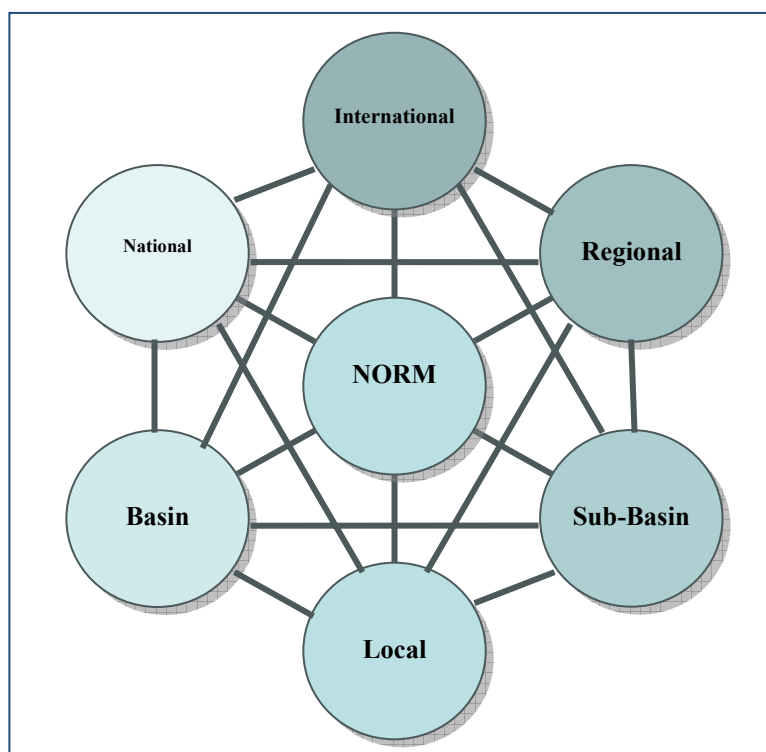 International
National
Regional
NORM
Basin
Sub-Basin
Local